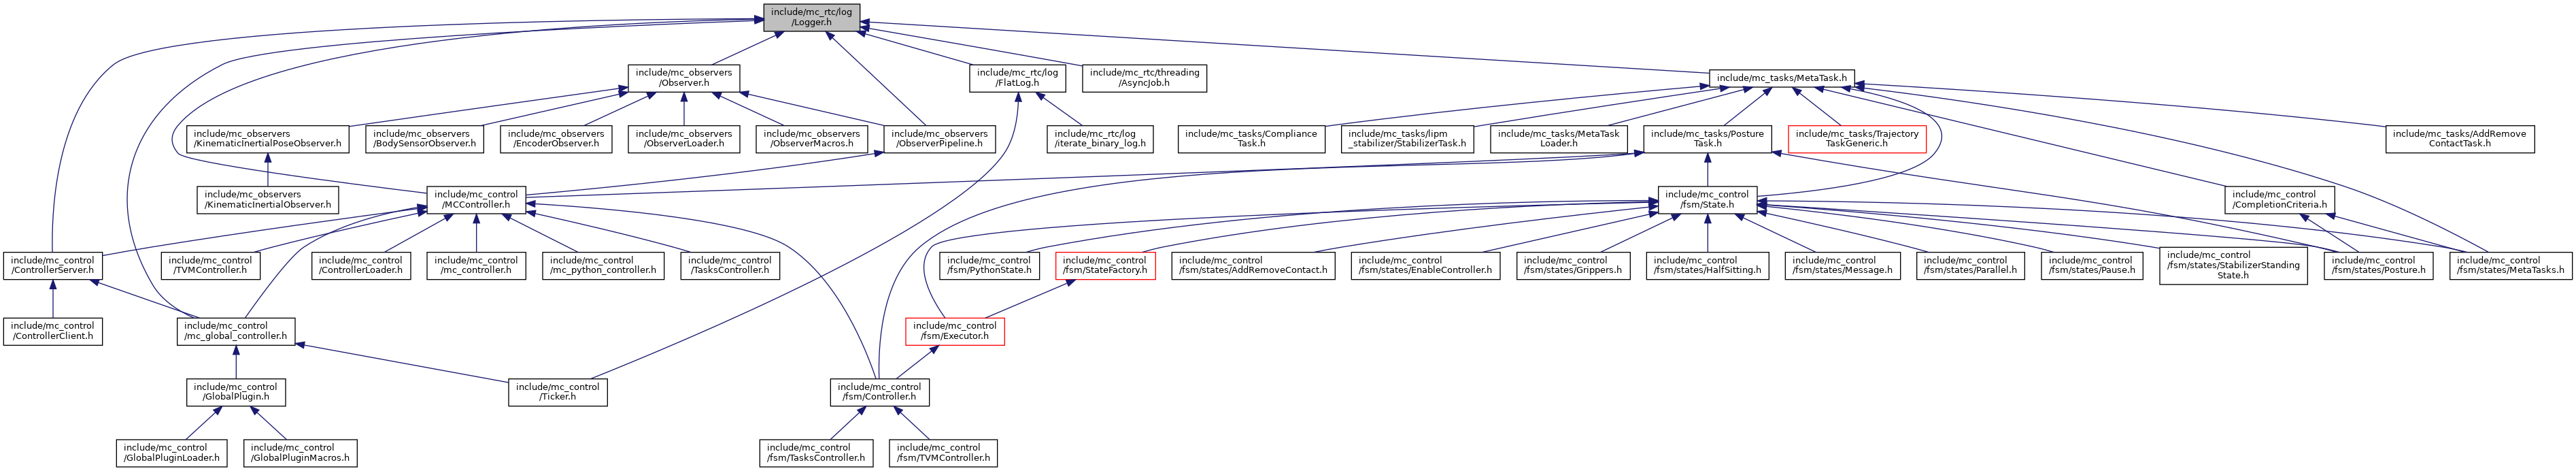 include/mc_rtc/log
/Logger.h
include/mc_observers
/Observer.h
include/mc_rtc/log
/FlatLog.h
include/mc_rtc/threading
/AsyncJob.h
include/mc_tasks/MetaTask.h
include/mc_observers
/KinematicInertialPoseObserver.h
include/mc_observers
/BodySensorObserver.h
include/mc_observers
/EncoderObserver.h
include/mc_observers
/ObserverLoader.h
include/mc_observers
/ObserverMacros.h
include/mc_observers
/ObserverPipeline.h
include/mc_rtc/log
/iterate_binary_log.h
include/mc_tasks/Compliance
Task.h
include/mc_tasks/lipm
_stabilizer/StabilizerTask.h
include/mc_tasks/MetaTask
Loader.h
include/mc_tasks/Posture
Task.h
include/mc_tasks/Trajectory
TaskGeneric.h
include/mc_tasks/AddRemove
ContactTask.h
include/mc_observers
/KinematicInertialObserver.h
include/mc_control
/MCController.h
include/mc_control
/fsm/State.h
include/mc_control
/CompletionCriteria.h
include/mc_control
/ControllerServer.h
include/mc_control
/TVMController.h
include/mc_control
/ControllerLoader.h
include/mc_control
/mc_controller.h
include/mc_control
/mc_python_controller.h
include/mc_control
/TasksController.h
include/mc_control
/fsm/PythonState.h
include/mc_control
/fsm/StateFactory.h
include/mc_control
/fsm/states/AddRemoveContact.h
include/mc_control
/fsm/states/EnableController.h
include/mc_control
/fsm/states/Grippers.h
include/mc_control
/fsm/states/HalfSitting.h
include/mc_control
/fsm/states/Message.h
include/mc_control
/fsm/states/Parallel.h
include/mc_control
/fsm/states/Pause.h
include/mc_control
/fsm/states/StabilizerStanding
State.h
include/mc_control
/fsm/states/Posture.h
include/mc_control
/fsm/states/MetaTasks.h
include/mc_control
/ControllerClient.h
include/mc_control
/mc_global_controller.h
include/mc_control
/fsm/Executor.h
include/mc_control
/GlobalPlugin.h
include/mc_control
/Ticker.h
include/mc_control
/fsm/Controller.h
include/mc_control
/GlobalPluginLoader.h
include/mc_control
/GlobalPluginMacros.h
include/mc_control
/fsm/TasksController.h
include/mc_control
/fsm/TVMController.h